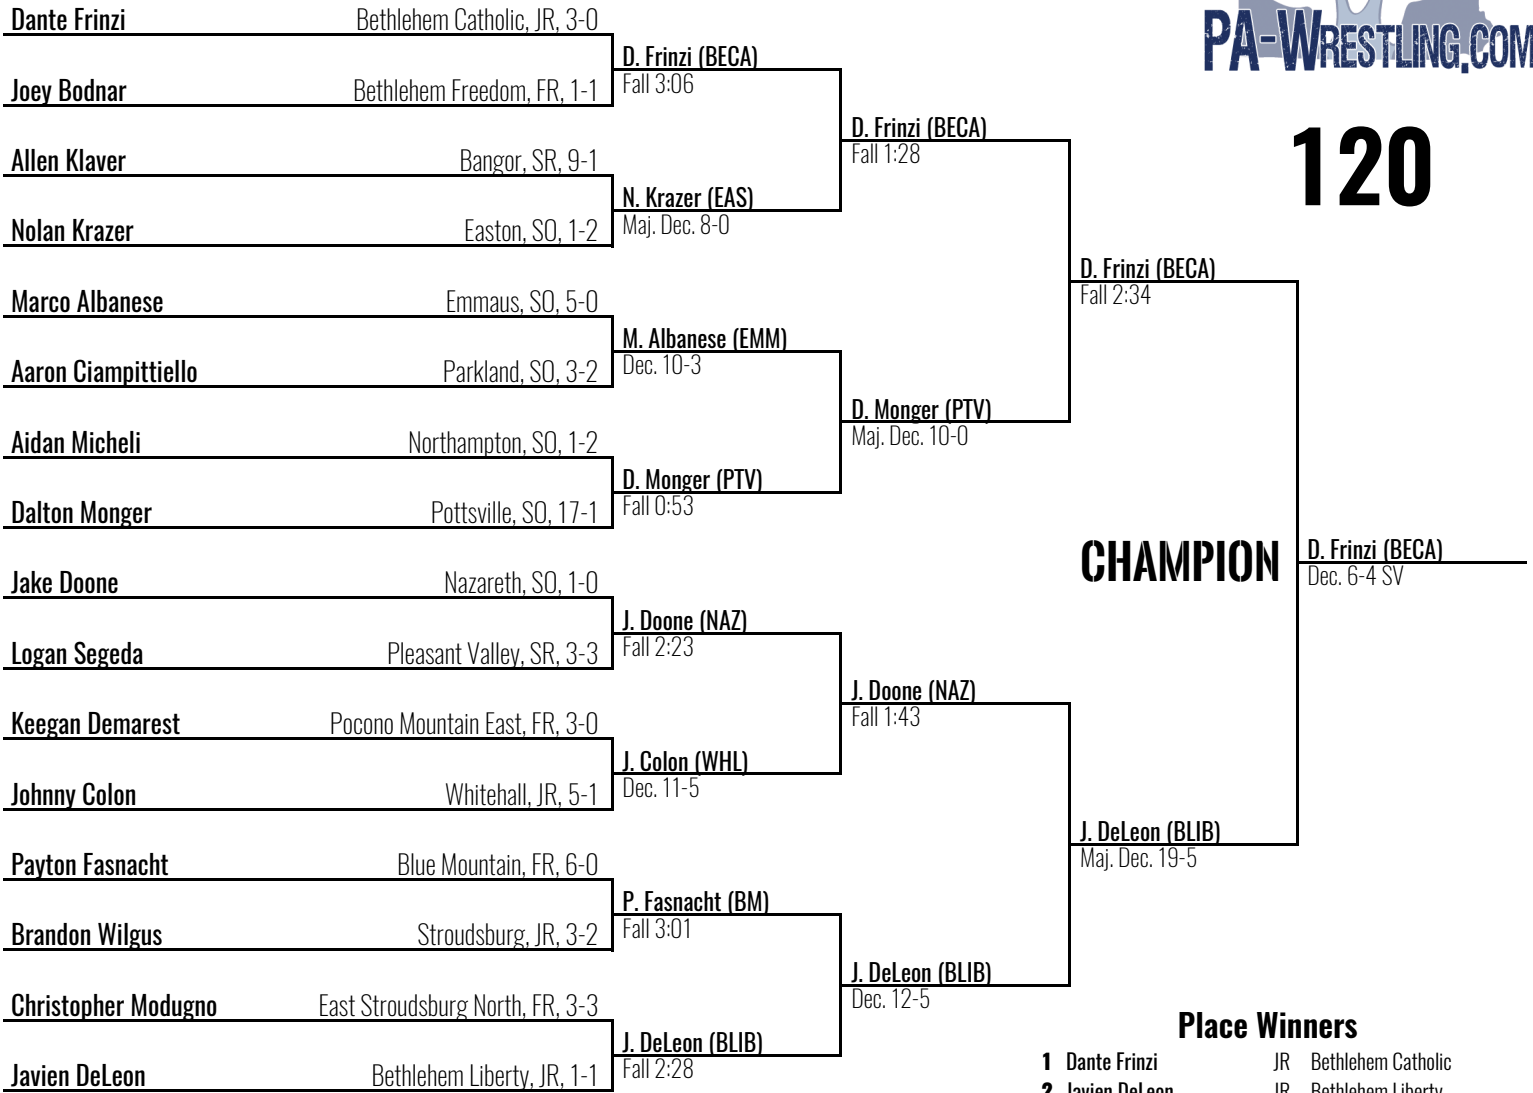 Dante Frinzi Bethlehem Catholic, JR, 3-0
Joey Bodnar Bethlehem Freedom, FR, 1-1
Allen Klaver Bangor, SR, 9-1
Nolan Krazer Easton, SO, 1-2
Marco Albanese Emmaus, SO, 5-0
Aaron Ciampittiello Parkland, SO, 3-2
Aidan Micheli Northampton, SO, 1-2
Dalton Monger Pottsville, SO, 17-1
Jake Doone Nazareth, SO, 1-0
Logan Segeda Pleasant Valley, SR, 3-3
Keegan Demarest Pocono Mountain East, FR, 3-0
Johnny Colon Whitehall, JR, 5-1
Payton Fasnacht Blue Mountain, FR, 6-0
Brandon Wilgus Stroudsburg, JR, 3-2
Christopher Modugno East Stroudsburg North, FR, 3-3
Javien DeLeon Bethlehem Liberty, JR, 1-1
D. Frinzi (BECA)
Fall 3:06
N. Krazer (EAS)
Maj. Dec. 8-0
M. Albanese (EMM)
Dec. 10-3
D. Monger (PTV)
Fall 0:53
J. Doone (NAZ)
Fall 2:23
J. Colon (WHL)
Dec. 11-5
P. Fasnacht (BM)
Fall 3:01
J. DeLeon (BLIB)
Fall 2:28
D. Frinzi (BECA)
Fall 1:28
D. Monger (PTV)
Maj. Dec. 10-0
J. Doone (NAZ)
Fall 1:43
J. DeLeon (BLIB)
Dec. 12-5
D. Frinzi (BECA)
Fall 2:34
J. DeLeon (BLIB)
Maj. Dec. 19-5
CHAMPION
D. Frinzi (BECA)
Dec. 6-4 SV
PA-WRESTLING.COM
120
Place Winners
1 Dante Frinzi JR Bethlehem Catholic
2 Javien DeLeon JR Bethlehem Liberty